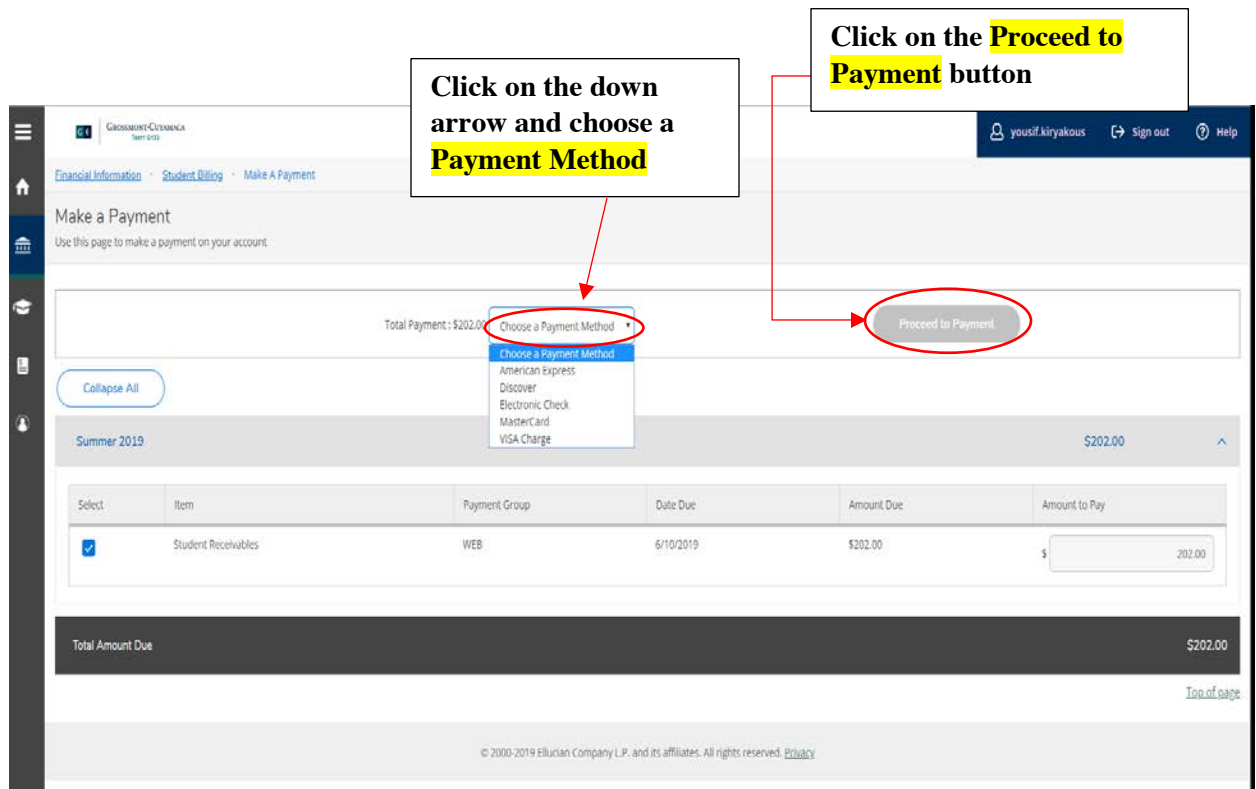 Click on the Proceed to
Payment button
Click on the down
arrow and choose a
Payment Method
GROSSMONT-CUYAMACA
yousif.kiryakous
Sign out
Help
Financial Information · Student Billing · Make A Payment
Make a Payment
Use this page to make a payment on your account
Total Payment : $202.00
Choose a Payment Method
Proceed to Payment
Choose a Payment Method
American Express
Discover
Electronic Check
MasterCard
VISA Charge
Collapse All
Summer 2019
$202.00
Select
Item
Payment Group
Date Due
Amount Due
Amount to Pay
Student Receivables
WEB
6/10/2019
$202.00
$
202.00
Total Amount Due
$202.00
Top of page
© 2000-2019 Ellucian Company L.P. and its affiliates. All rights reserved. Privacy